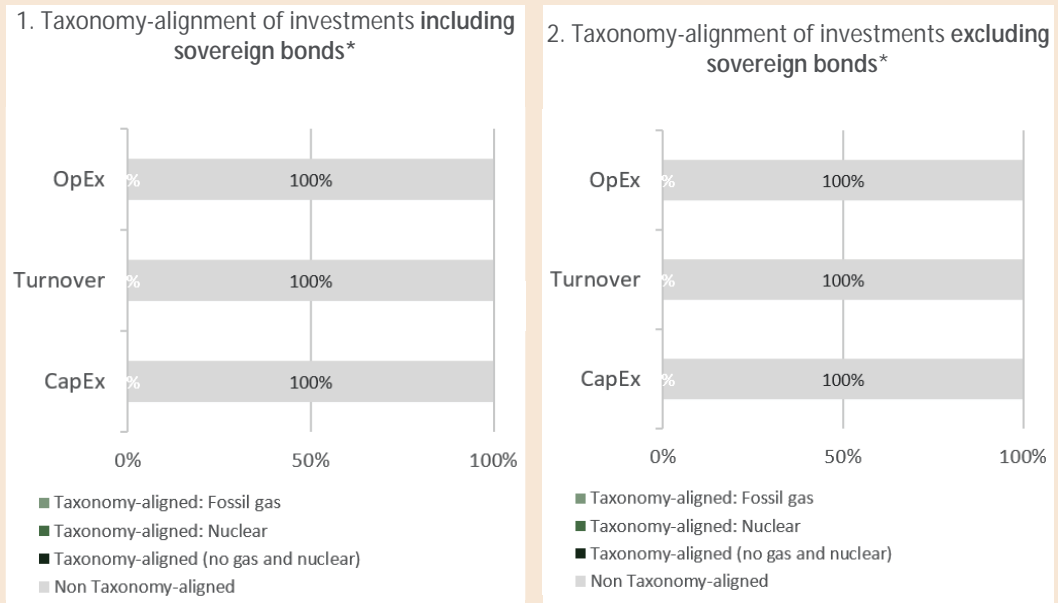 1. Taxonomy-alignment of investments including
sovereign bonds*
OpEx
%
100%
Turnover
%
100%
CapEx
%
100%
0%
50%
100%
Taxonomy-aligned: Fossil gas
Taxonomy-aligned: Nuclear
Taxonomy-aligned (no gas and nuclear)
Non Taxonomy-aligned
2. Taxonomy-alignment of investments excluding
sovereign bonds*
OpEx
%
100%
Turnover
%
100%
CapEx
%
100%
0%
50%
100%
Taxonomy-aligned: Fossil gas
Taxonomy-aligned: Nuclear
Taxonomy-aligned (no gas and nuclear)
Non Taxonomy-aligned